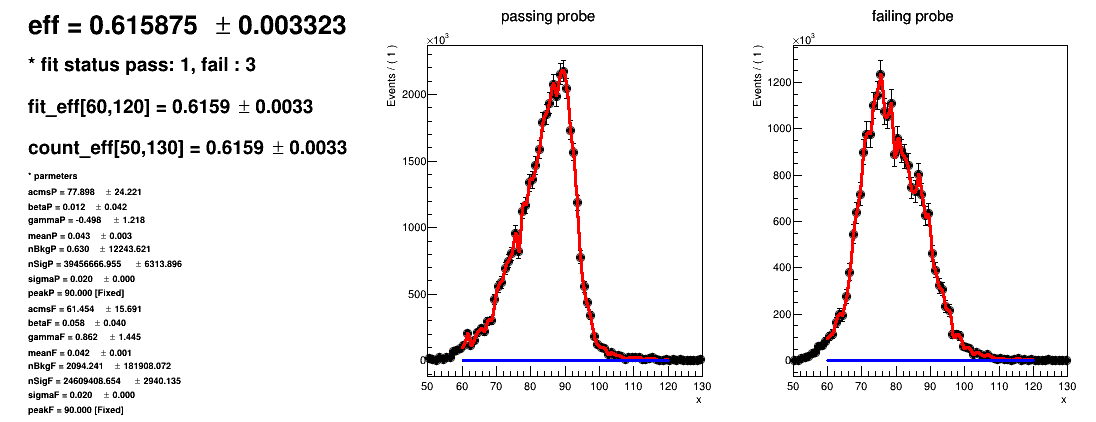 eff = 0.615875 ± 0.003323
* fit status pass: 1, fail : 3
fit_eff[60,120] = 0.6159 ± 0.0033
count_eff[50,130] = 0.6159 ± 0.0033
* parmeters
acmsP = 77.898 ± 24.221
betaP = 0.012 ± 0.042
gammaP = -0.498 ± 1.218
meanP = 0.043 ± 0.003
nBkgP = 0.630 ± 12243.621
nSigP = 39456666.955 ± 6313.896
sigmaP = 0.020 ± 0.000
peakP = 90.000 [Fixed]
acmsF = 61.454 ± 15.691
betaF = 0.058 ± 0.040
gammaF = 0.862 ± 1.445
meanF = 0.042 ± 0.001
nBkgF = 2094.241 ± 181908.072
nSigF = 24609408.654 ± 2940.135
sigmaF = 0.020 ± 0.000
peakF = 90.000 [Fixed]
passing probe
×10³
Events / ( 1 )
2000
1500
1000
500
0
50 60 70 80 90 100 110 120 130
x
failing probe
×10³
Events / ( 1 )
1200
1000
800
600
400
200
0
50 60 70 80 90 100 110 120 130
x